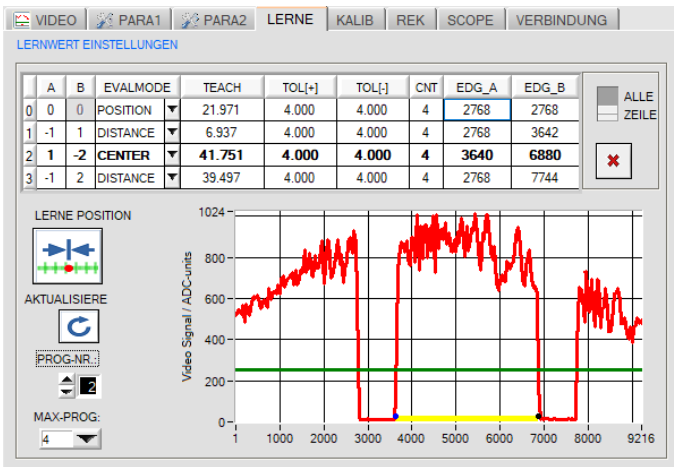 VIDEO PARA1 PARA2 LERNE KALIB REK SCOPE VERBINDUNG
LERNWERT EINSTELLUNGEN
A B EVALMODE TEACH TOL[+] TOL[-] CNT EDG_A EDG_B
0 0 0 POSITION 21.971 4.000 4.000 4 2768 2768
1 -1 1 DISTANCE 6.937 4.000 4.000 4 2768 3642
2 1 -2 CENTER 41.751 4.000 4.000 4 3640 6880
3 -1 2 DISTANCE 39.497 4.000 4.000 4 2768 7744
ALLE
ZEILE
LERNE POSITION
AKTUALISIERE
PROG-NR.:
2
MAX-PROG:
4
Video Signal / ADC-units
1024
800
600
400
200
0
1 1000 2000 3000 4000 5000 6000 7000 8000 9216